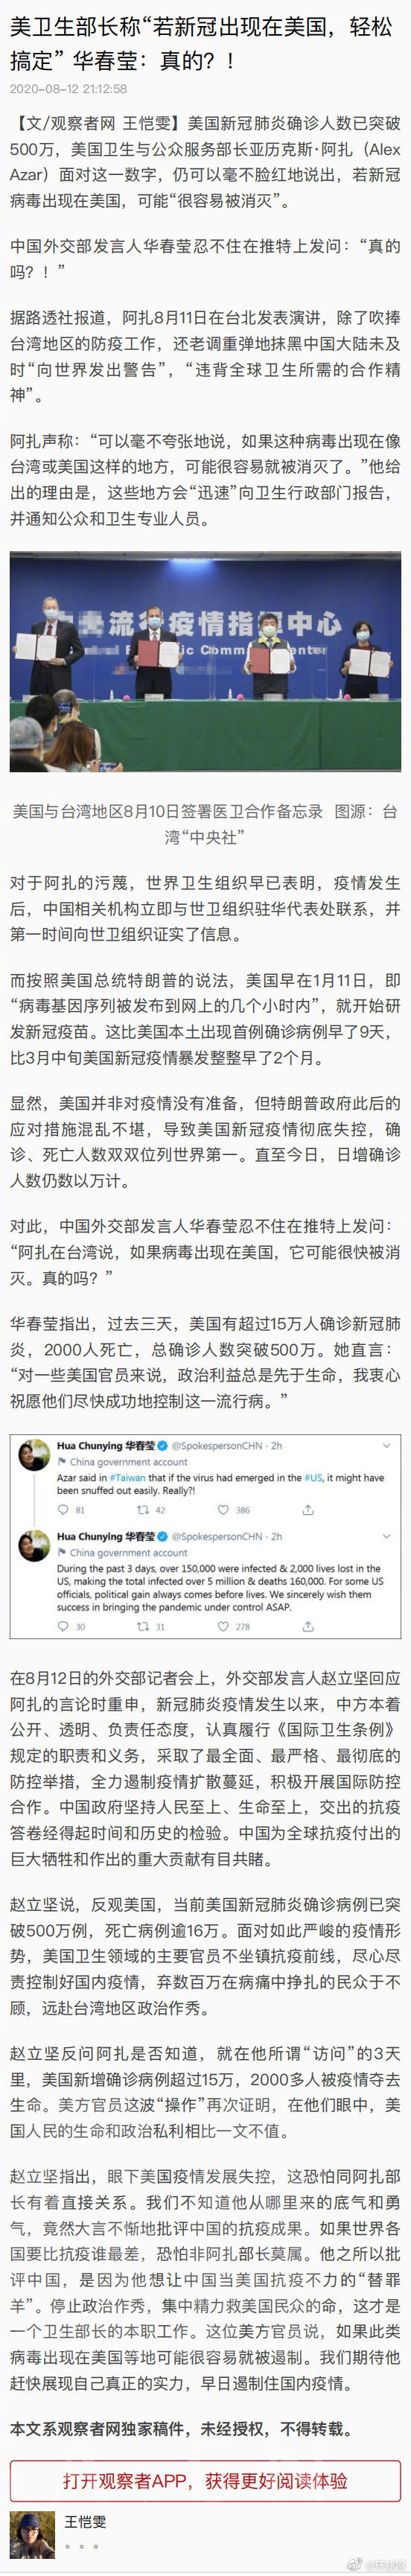 美卫生部长称“若新冠出现在美国，轻松
搞定” 华春莹：真的？！
2020-08-12 21:12:58
【文/观察者网 王恺雯】美国新冠肺炎确诊人数已突破
500万，美国卫生与公众服务部长亚历克斯·阿扎（Alex
Azar）面对这一数字，仍可以毫不脸红地说出，若新冠
病毒出现在美国，可能“很容易被消灭”。
中国外交部发言人华春莹忍不住在推特上发问：“真的
吗？！”
据路透社报道，阿扎8月11日在台北发表演讲，除了吹捧
台湾地区的防疫工作，还老调重弹地抹黑中国大陆未及
时“向世界发出警告”，“违背全球卫生所需的合作精
神”。
阿扎声称：“可以毫不夸张地说，如果这种病毒出现在像
台湾或美国这样的地方，可能很容易就被消灭了。”他给
出的理由是，这些地方会“迅速”向卫生行政部门报告，
并通知公众和卫生专业人员。
流行疫情指揮中心
美国与台湾地区8月10日签署医卫合作备忘录 图源：台
湾“中央社”
对于阿扎的污蔑，世界卫生组织早已表明，疫情发生
后，中国相关机构立即与世卫组织驻华代表处联系，并
第一时间向世卫组织证实了信息。
而按照美国总统特朗普的说法，美国早在1月11日，即
“病毒基因序列被发布到网上的几个小时内”，就开始研
发新冠疫苗。这比美国本土出现首例确诊病例早了9天，
比3月中旬美国新冠疫情暴发整整早了2个月。
显然，美国并非对疫情没有准备，但特朗普政府此后的
应对措施混乱不堪，导致美国新冠疫情彻底失控，确
诊、死亡人数双双位列世界第一。直至今日，日增确诊
人数仍数以万计。
对此，中国外交部发言人华春莹忍不住在推特上发问：
“阿扎在台湾说，如果病毒出现在美国，它可能很快被消
灭。真的吗？”
华春莹指出，过去三天，美国有超过15万人确诊新冠肺
炎，2000人死亡，总确诊人数突破500万。她直言：
“对一些美国官员来说，政治利益总是先于生命，我衷心
祝愿他们尽快成功地控制这一流行病。”
Hua Chunying 华春莹 @SpokespersonCHN · 2h
China government account
Azar said in #Taiwan that if the virus had emerged in the #US, it might have
been snuffed out easily. Really?!
81 42 386
Hua Chunying 华春莹 @SpokespersonCHN · 2h
China government account
During the past 3 days, over 150,000 were infected & 2,000 lives lost in the
US, making the total infected over 5 million & deaths 160,000. For some US
officials, political gain always comes before lives. We sincerely wish them
success in bringing the pandemic under control ASAP.
30 31 278
在8月12日的外交部记者会上，外交部发言人赵立坚回应
阿扎的言论时重申，新冠肺炎疫情发生以来，中方本着
公开、透明、负责任态度，认真履行《国际卫生条例》
规定的职责和义务，采取了最全面、最严格、最彻底的
防控举措，全力遏制疫情扩散蔓延，积极开展国际防控
合作。中国政府坚持人民至上、生命至上，交出的抗疫
答卷经得起时间和历史的检验。中国为全球抗疫付出的
巨大牺牲和作出的重大贡献有目共睹。
赵立坚说，反观美国，当前美国新冠肺炎确诊病例已突
破500万例，死亡病例逾16万。面对如此严峻的疫情形
势，美国卫生领域的主要官员不坐镇抗疫前线，尽心尽
责控制好国内疫情，弃数百万在病痛中挣扎的民众于不
顾，远赴台湾地区政治作秀。
赵立坚反问阿扎是否知道，就在他所谓“访问”的3天
里，美国新增确诊病例超过15万，2000多人被疫情夺去
生命。美方官员这波“操作”再次证明，在他们眼中，美
国人民的生命和政治私利相比一文不值。
赵立坚指出，眼下美国疫情发展失控，这恐怕同阿扎部
长有着直接关系。我们不知道他从哪里来的底气和勇
气，竟然大言不惭地批评中国的抗疫成果。如果世界各
国要比抗疫谁最差，恐怕非阿扎部长莫属。他之所以批
评中国，是因为他想让中国当美国抗疫不力的“替罪
羊”。停止政治作秀，集中精力救美国民众的命，这才是
一个卫生部长的本职工作。这位美方官员说，如果此类
病毒出现在美国等地可能很容易就被遏制。我们期待他
赶快展现自己真正的实力，早日遏制住国内疫情。
本文系观察者网独家稿件，未经授权，不得转载。
打开观察者APP，获得更好阅读体验
王恺雯
。。。